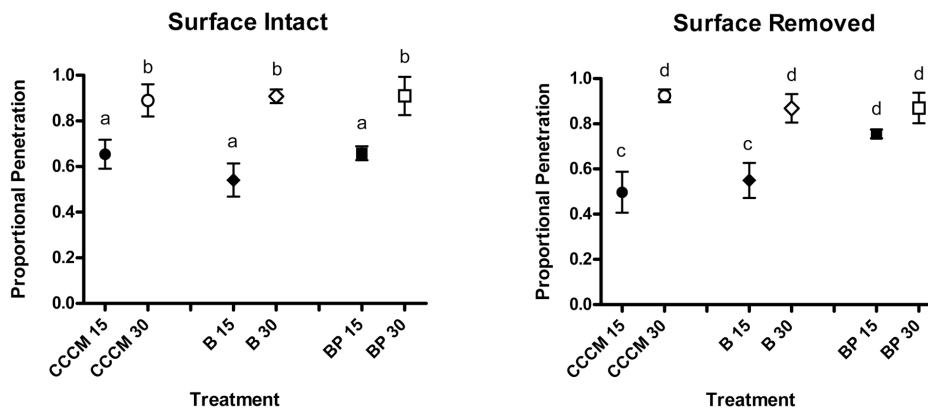 Surface Intact
Proportional Penetration
1.0
0.8
0.6
0.4
0.2
0.0
a
b
a
b
a
b
CCCM 15
CCCM 30
B 15
B 30
BP 15
BP 30
Treatment
Surface Removed
Proportional Penetration
1.0
0.8
0.6
0.4
0.2
0.0
c
d
c
d
d
d
CCCM 15
CCCM 30
B 15
B 30
BP 15
BP 30
Treatment